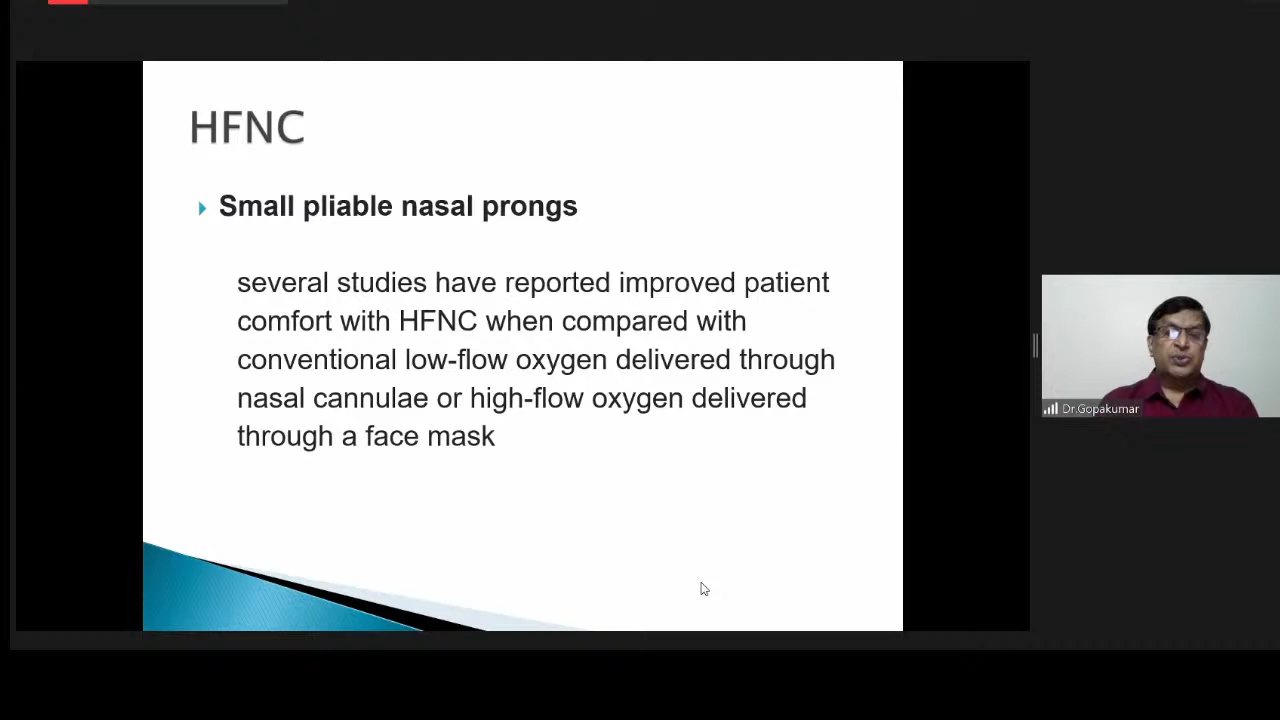 HFNC
Small pliable nasal prongs
several studies have reported improved patient
comfort with HFNC when compared with
conventional low-flow oxygen delivered through
nasal cannulae or high-flow oxygen delivered
through a face mask
Dr.Gopakumar